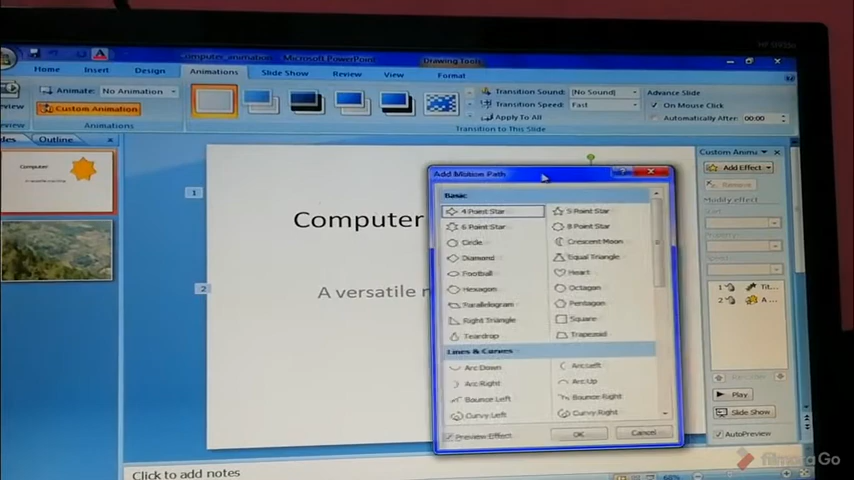 Computer_animation - Microsoft PowerPoint
Drawing Tools
Home Insert Design Animations Slide Show Review View Format
Animate: No Animation
Custom Animation
Animations
Transition Sound: [No Sound]
Transition Speed: Fast
Apply To All
Transition to This Slide
Advance Slide
On Mouse Click
Automatically After: 00:00
Outline
Computer
1
2
Computer
A versatile
Add Motion Path
Basic
4 Point Star
5 Point Star
6 Point Star
8 Point Star
Circle
Crescent Moon
Diamond
Equal Triangle
Football
Heart
Hexagon
Octagon
Parallelogram
Pentagon
Right Triangle
Square
Teardrop
Trapezoid
Lines & Curves
Arc Down
Arc Left
Arc Right
Arc Up
Bounce Left
Bounce Right
Curvy Left
Curvy Right
Preview Effect
OK
Cancel
Custom Anima
Add Effect
Remove
Modify effect
1 Tit...
2 A ...
Play
Slide Show
AutoPreview
Click to add notes
filmoraGo